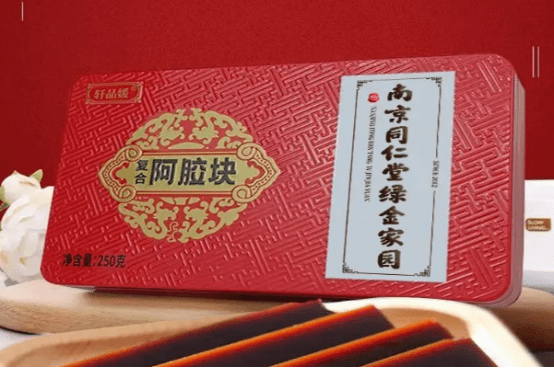 轩品媛
复合
阿胶块
净含量:250克
南京同仁堂绿金家园